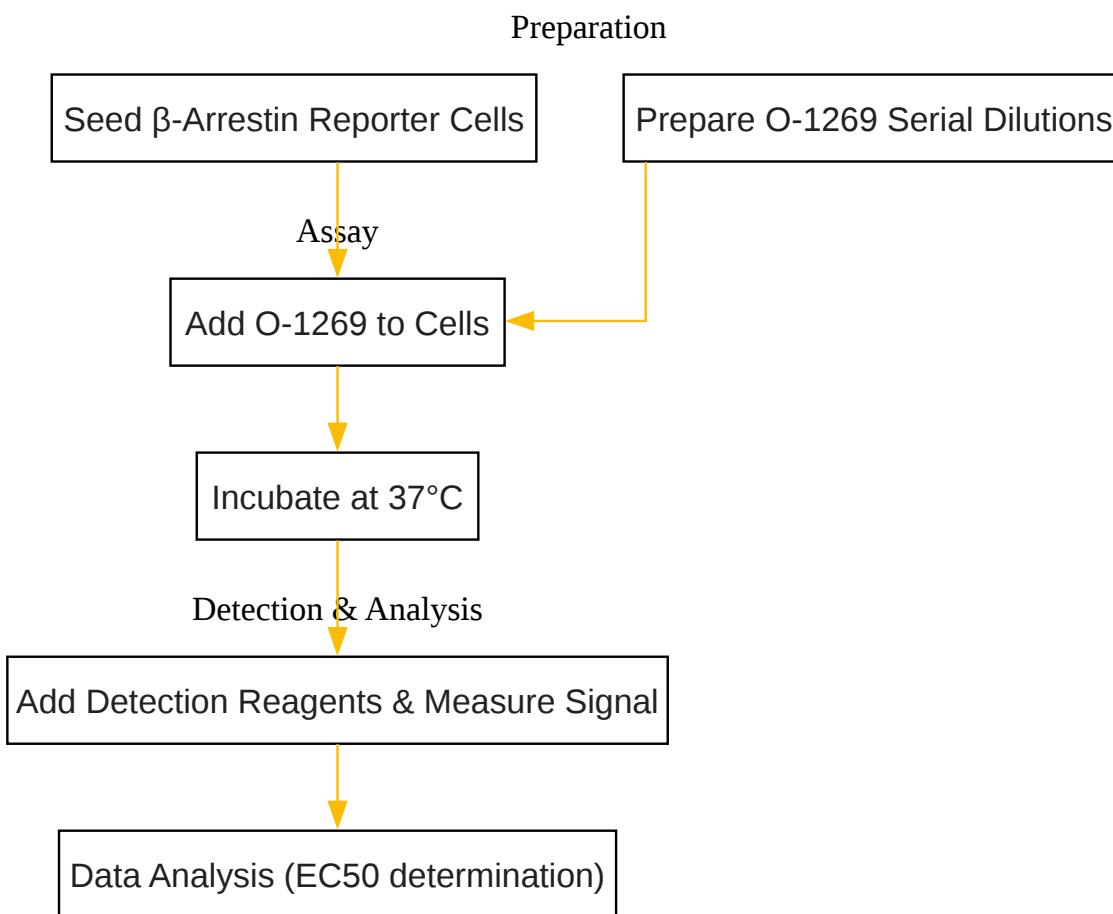 Preparation
Seed β-Arrestin Reporter Cells
Prepare O-1269 Serial Dilutions
Assay
Add O-1269 to Cells
Incubate at 37°C
Detection & Analysis
Add Detection Reagents & Measure Signal
Data Analysis (EC50 determination)